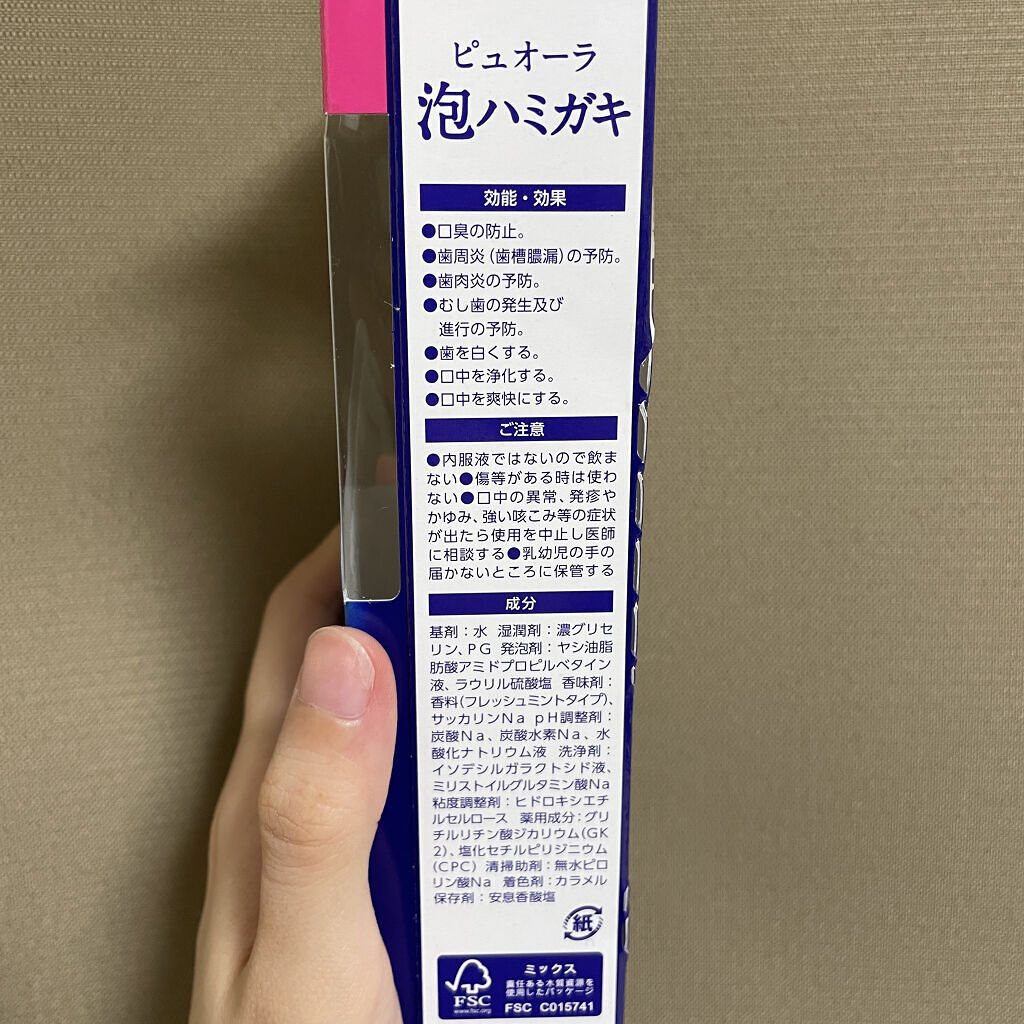 ピュオーラ
泡ハミガキ
効能・効果
●口臭の防止。
●歯周炎(歯槽膿漏)の予防。
●歯肉炎の予防。
●むし歯の発生及び
進行の予防。
●歯を白くする。
●口中を浄化する。
●口中を爽快にする。
ご注意
●内服液ではないので飲ま
ない●傷等がある時は使わ
ない●口中の異常、発疹や
かゆみ、強い咳こみ等の症状
が出たら使用を中止し医師
に相談する●乳幼児の手の
届かないところに保管する
成分
基剤:水 湿潤剤:濃グリセ
リン、PG 発泡剤:ヤシ油脂
肪酸アミドプロピルベタイン
液、ラウリル硫酸塩 香味剤:
香料(フレッシュミントタイプ)、
サッカリンNa pH調整剤:
炭酸Na、炭酸水素Na、水
酸化ナトリウム液 洗浄剤:
イソデシルガラクトシド液、
ミリストイルグルタミン酸Na
粘度調整剤:ヒドロキシエチ
ルセルロース 薬用成分:グリ
チルリチン酸ジカリウム(GK
2)、塩化セチルピリジニウム
(CPC) 清掃助剤:無水ピロ
リン酸Na 着色剤:カラメル
保存剤:安息香酸塩
紙
ミックス
責任ある木質資源を
使用したパッケージ
FSC
www.fsc.org
FSC C015741